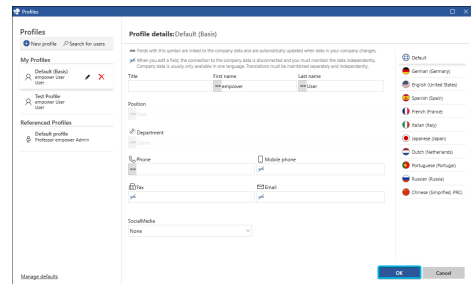 Profiles
Profiles
New profile
Search for users
My Profiles
Default (Basis)
empower User
User
Test Profile
empower User
User
Referenced Profiles
Default profile
Professor empower Admin
Manage defaults
Profile details: Default (Basis)
Fields with this symbol are linked to the company data and are automatically updated when data in your company changes.
When you edit a field, the connection to the company data is disconnected and you must maintain the data independently.
Company data is usually only available in one language. Translations must be maintained separately and independently.
Title
First name
Last name
empower
User
Position
User
Department
Phone
Mobile phone
Fax
Email
SocialMedia
None
Default
German (Germany)
English (United States)
Spanish (Spain)
French (France)
Italian (Italy)
Japanese (Japan)
Dutch (Netherlands)
Portuguese (Portugal)
Russian (Russia)
Chinese (Simplified, PRC)
OK
Cancel